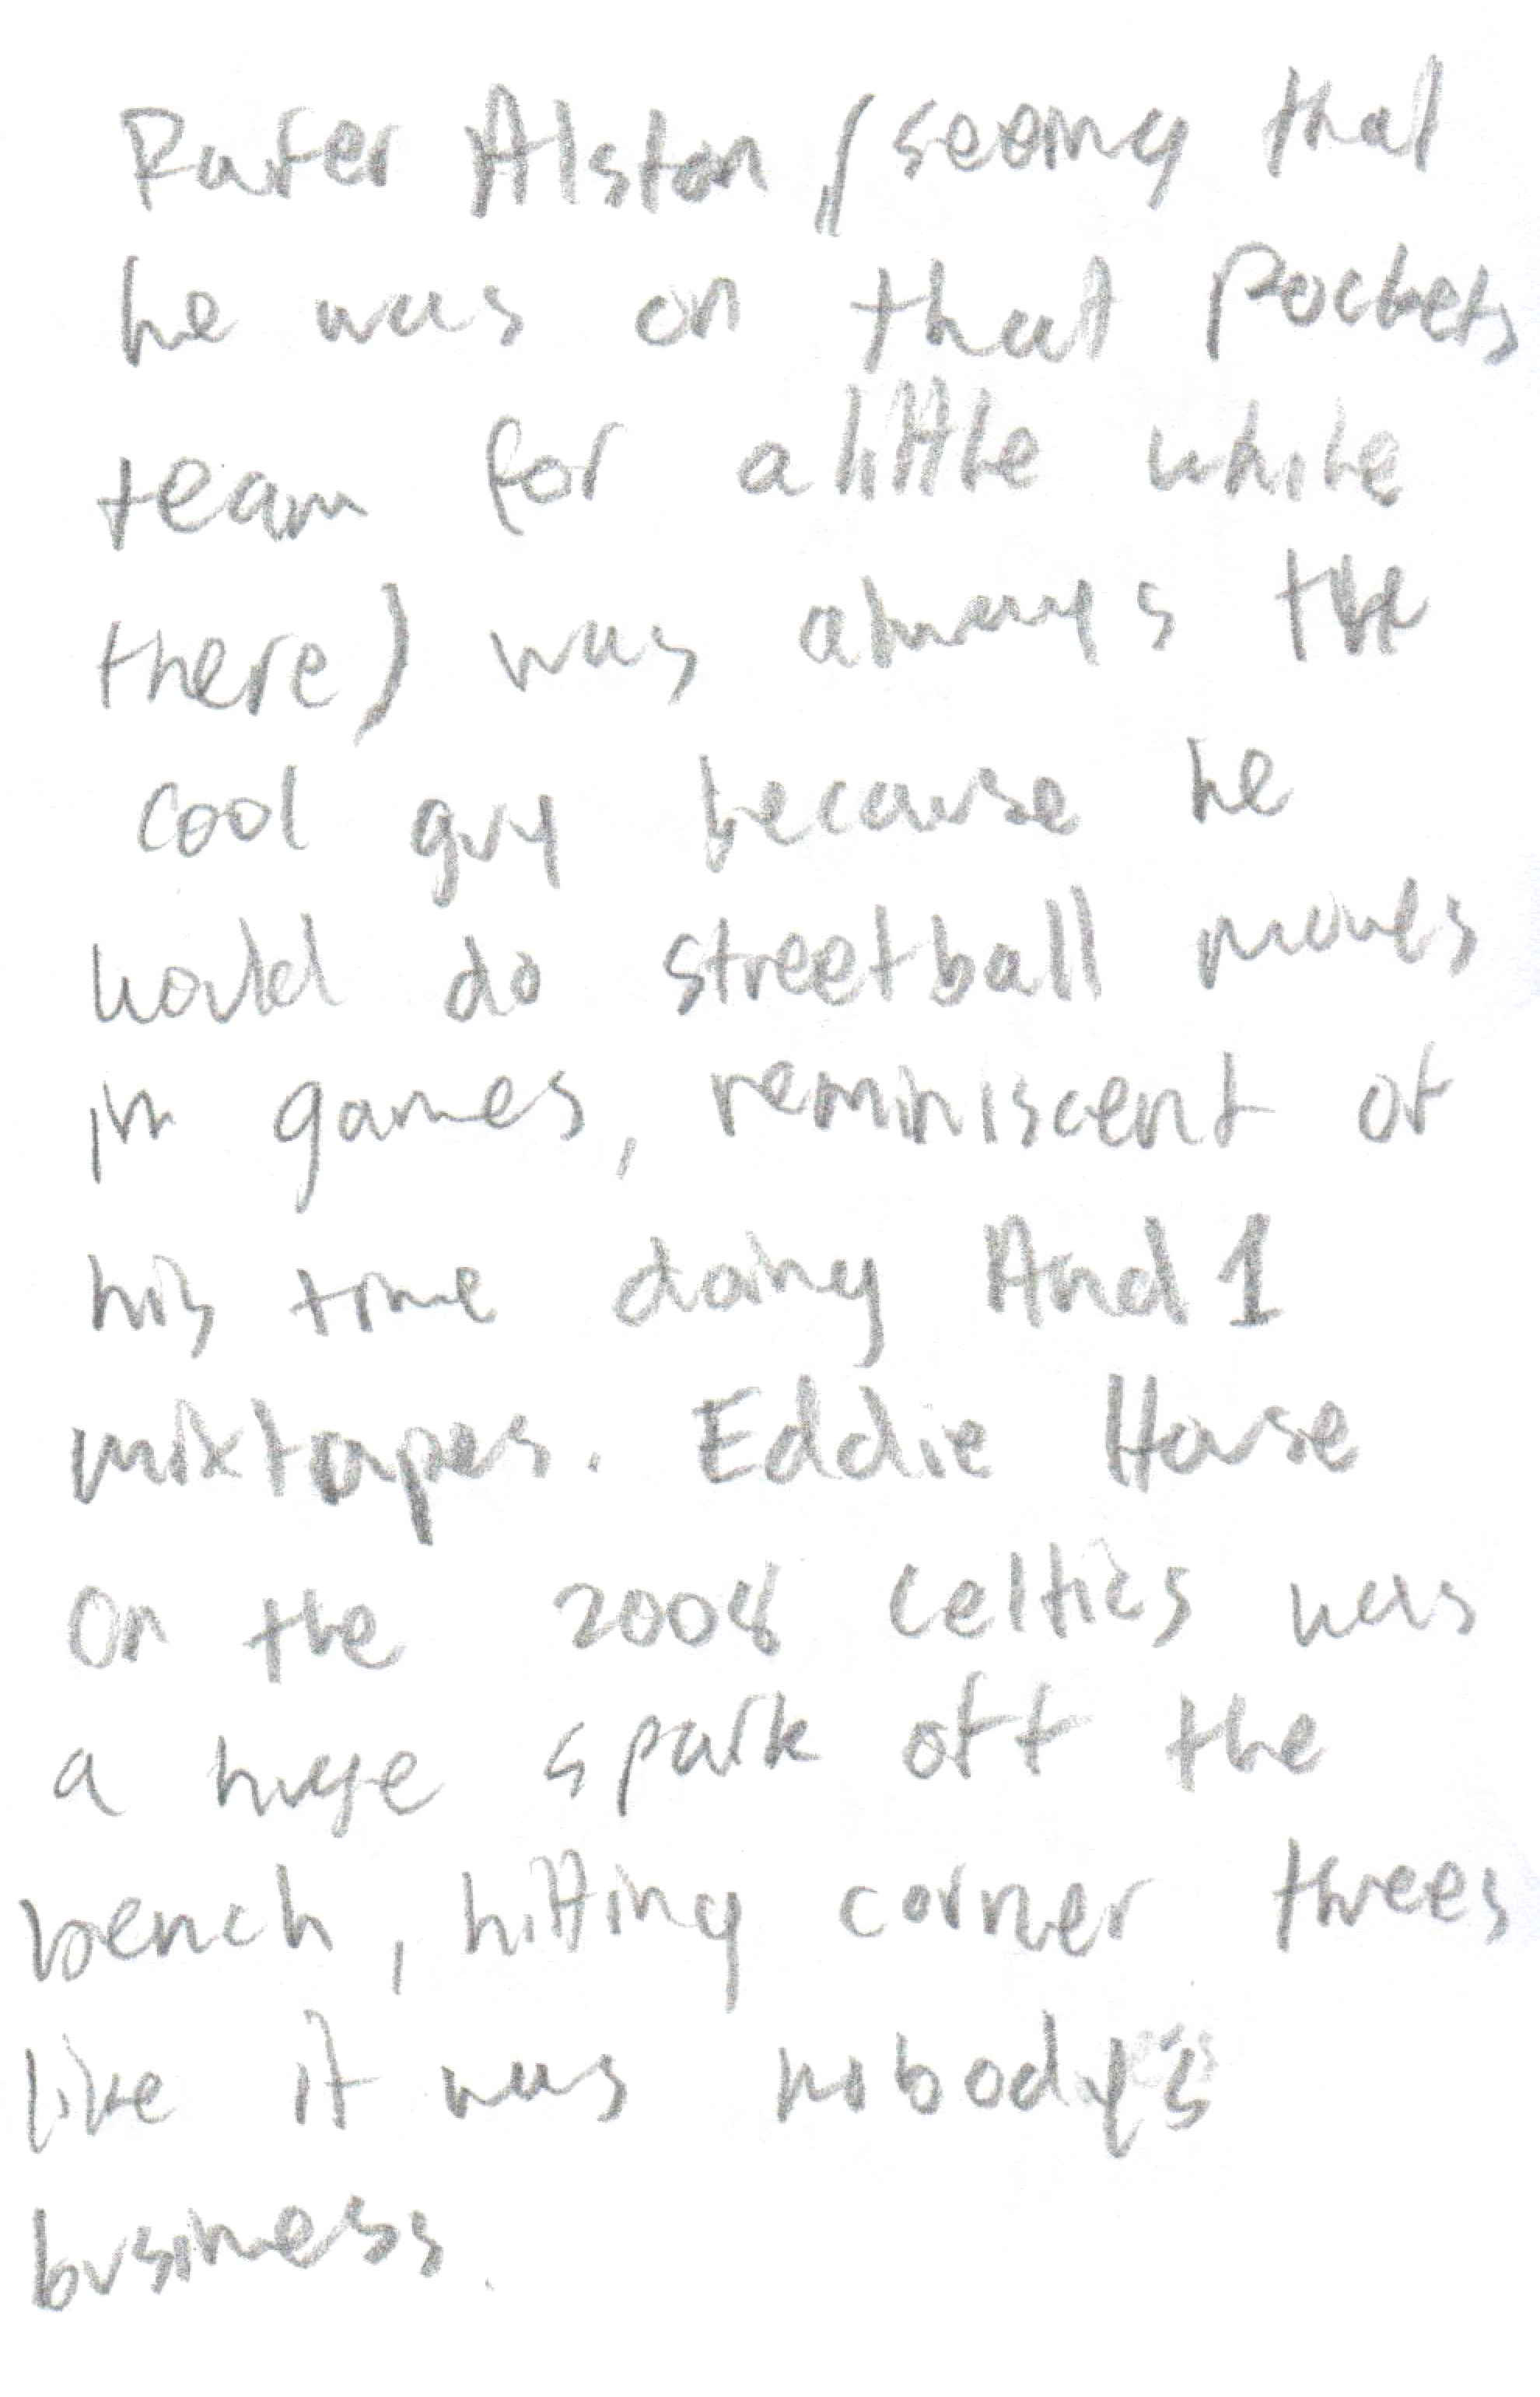 Rafer Alston (seeing that
he was on that Rockets
team for a little while
there) was always the
cool guy because he
would do streetball moves
in games, reminiscent of
his time doing And 1
mixtapes. Eddie House
on the 2008 Celtics was
a huge spark off the
bench, hitting corner threes
like it was nobody's
business.